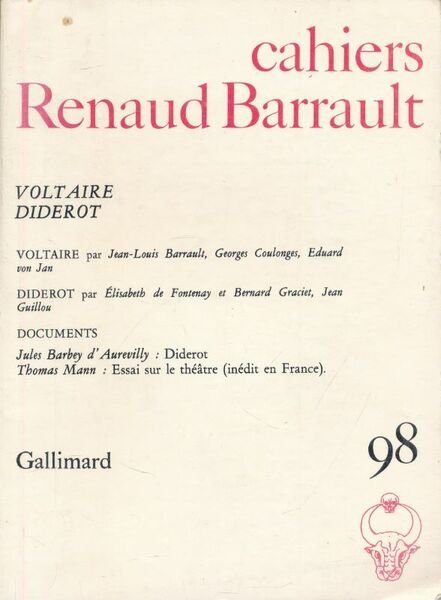 cahiers
Renaud Barrault
VOLTAIRE
DIDEROT
VOLTAIRE par Jean-Louis Barrault, Georges Coulonges, Eduard
von Jan
DIDEROT par Élisabeth de Fontenay et Bernard Graciet, Jean
Guillou
DOCUMENTS
Jules Barbey d'Aurevilly : Diderot
Thomas Mann : Essai sur le théâtre (inédit en France).
Gallimard
98